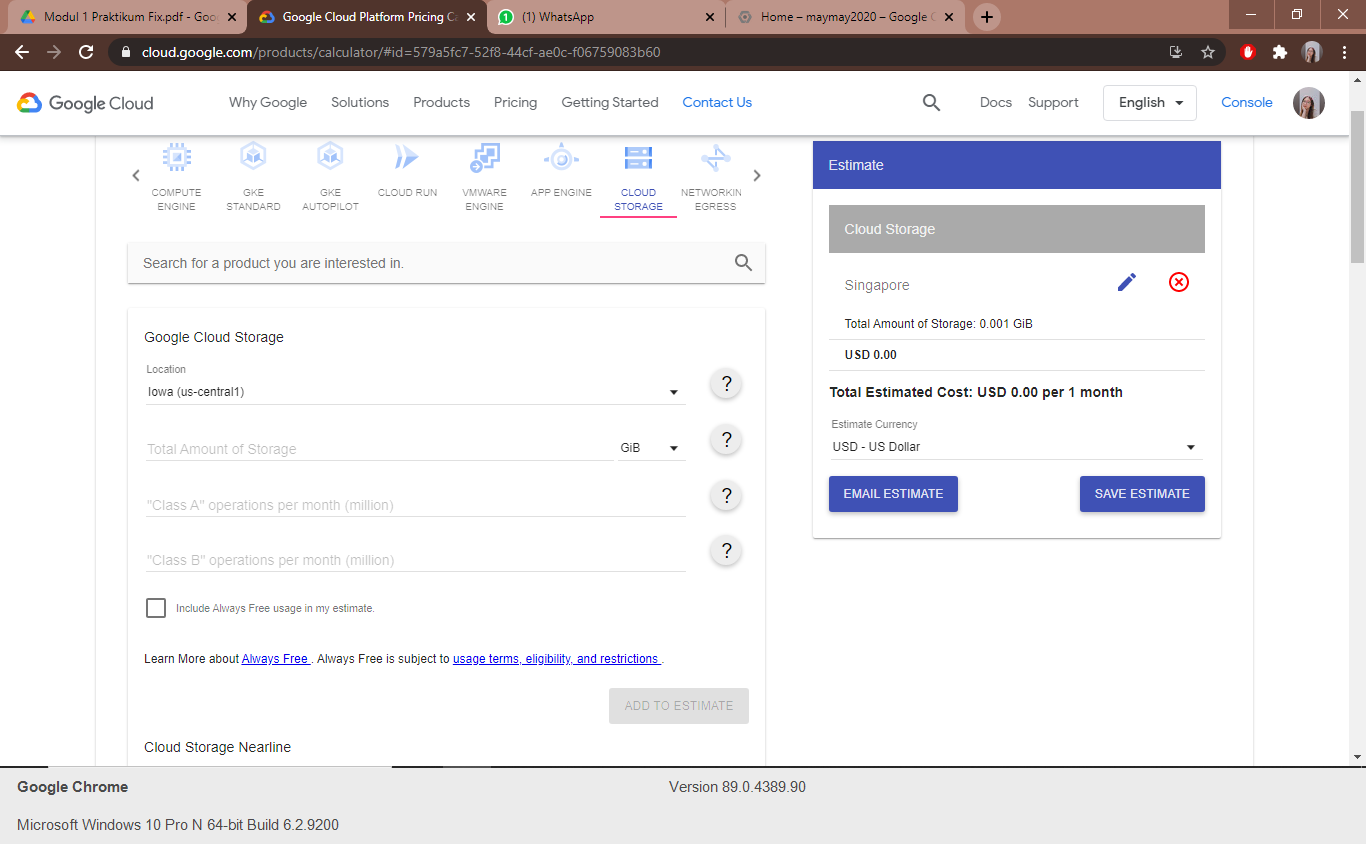 Modul 1 Praktikum Fix.pdf - Goo
Google Cloud Platform Pricing Ca
(1) WhatsApp
Home – maymay2020 – Google C
cloud.google.com/products/calculator/#id=579a5fc7-52f8-44cf-ae0c-f06759083b60
Google Cloud
Why Google
Solutions
Products
Pricing
Getting Started
Contact Us
Docs
Support
English
Console
COMPUTE
ENGINE
GKE
STANDARD
GKE
AUTOPILOT
CLOUD RUN
VMWARE
ENGINE
APP ENGINE
CLOUD
STORAGE
NETWORKIN
EGRESS
Search for a product you are interested in.
Google Cloud Storage
Location
Iowa (us-central1)
?
Total Amount of Storage
GiB
?
"Class A" operations per month (million)
?
"Class B" operations per month (million)
?
Include Always Free usage in my estimate.
Learn More about Always Free . Always Free is subject to usage terms, eligibility, and restrictions .
ADD TO ESTIMATE
Cloud Storage Nearline
Estimate
Cloud Storage
Singapore
Total Amount of Storage: 0.001 GiB
USD 0.00
Total Estimated Cost: USD 0.00 per 1 month
Estimate Currency
USD - US Dollar
EMAIL ESTIMATE
SAVE ESTIMATE
Google Chrome
Version 89.0.4389.90
Microsoft Windows 10 Pro N 64-bit Build 6.2.9200